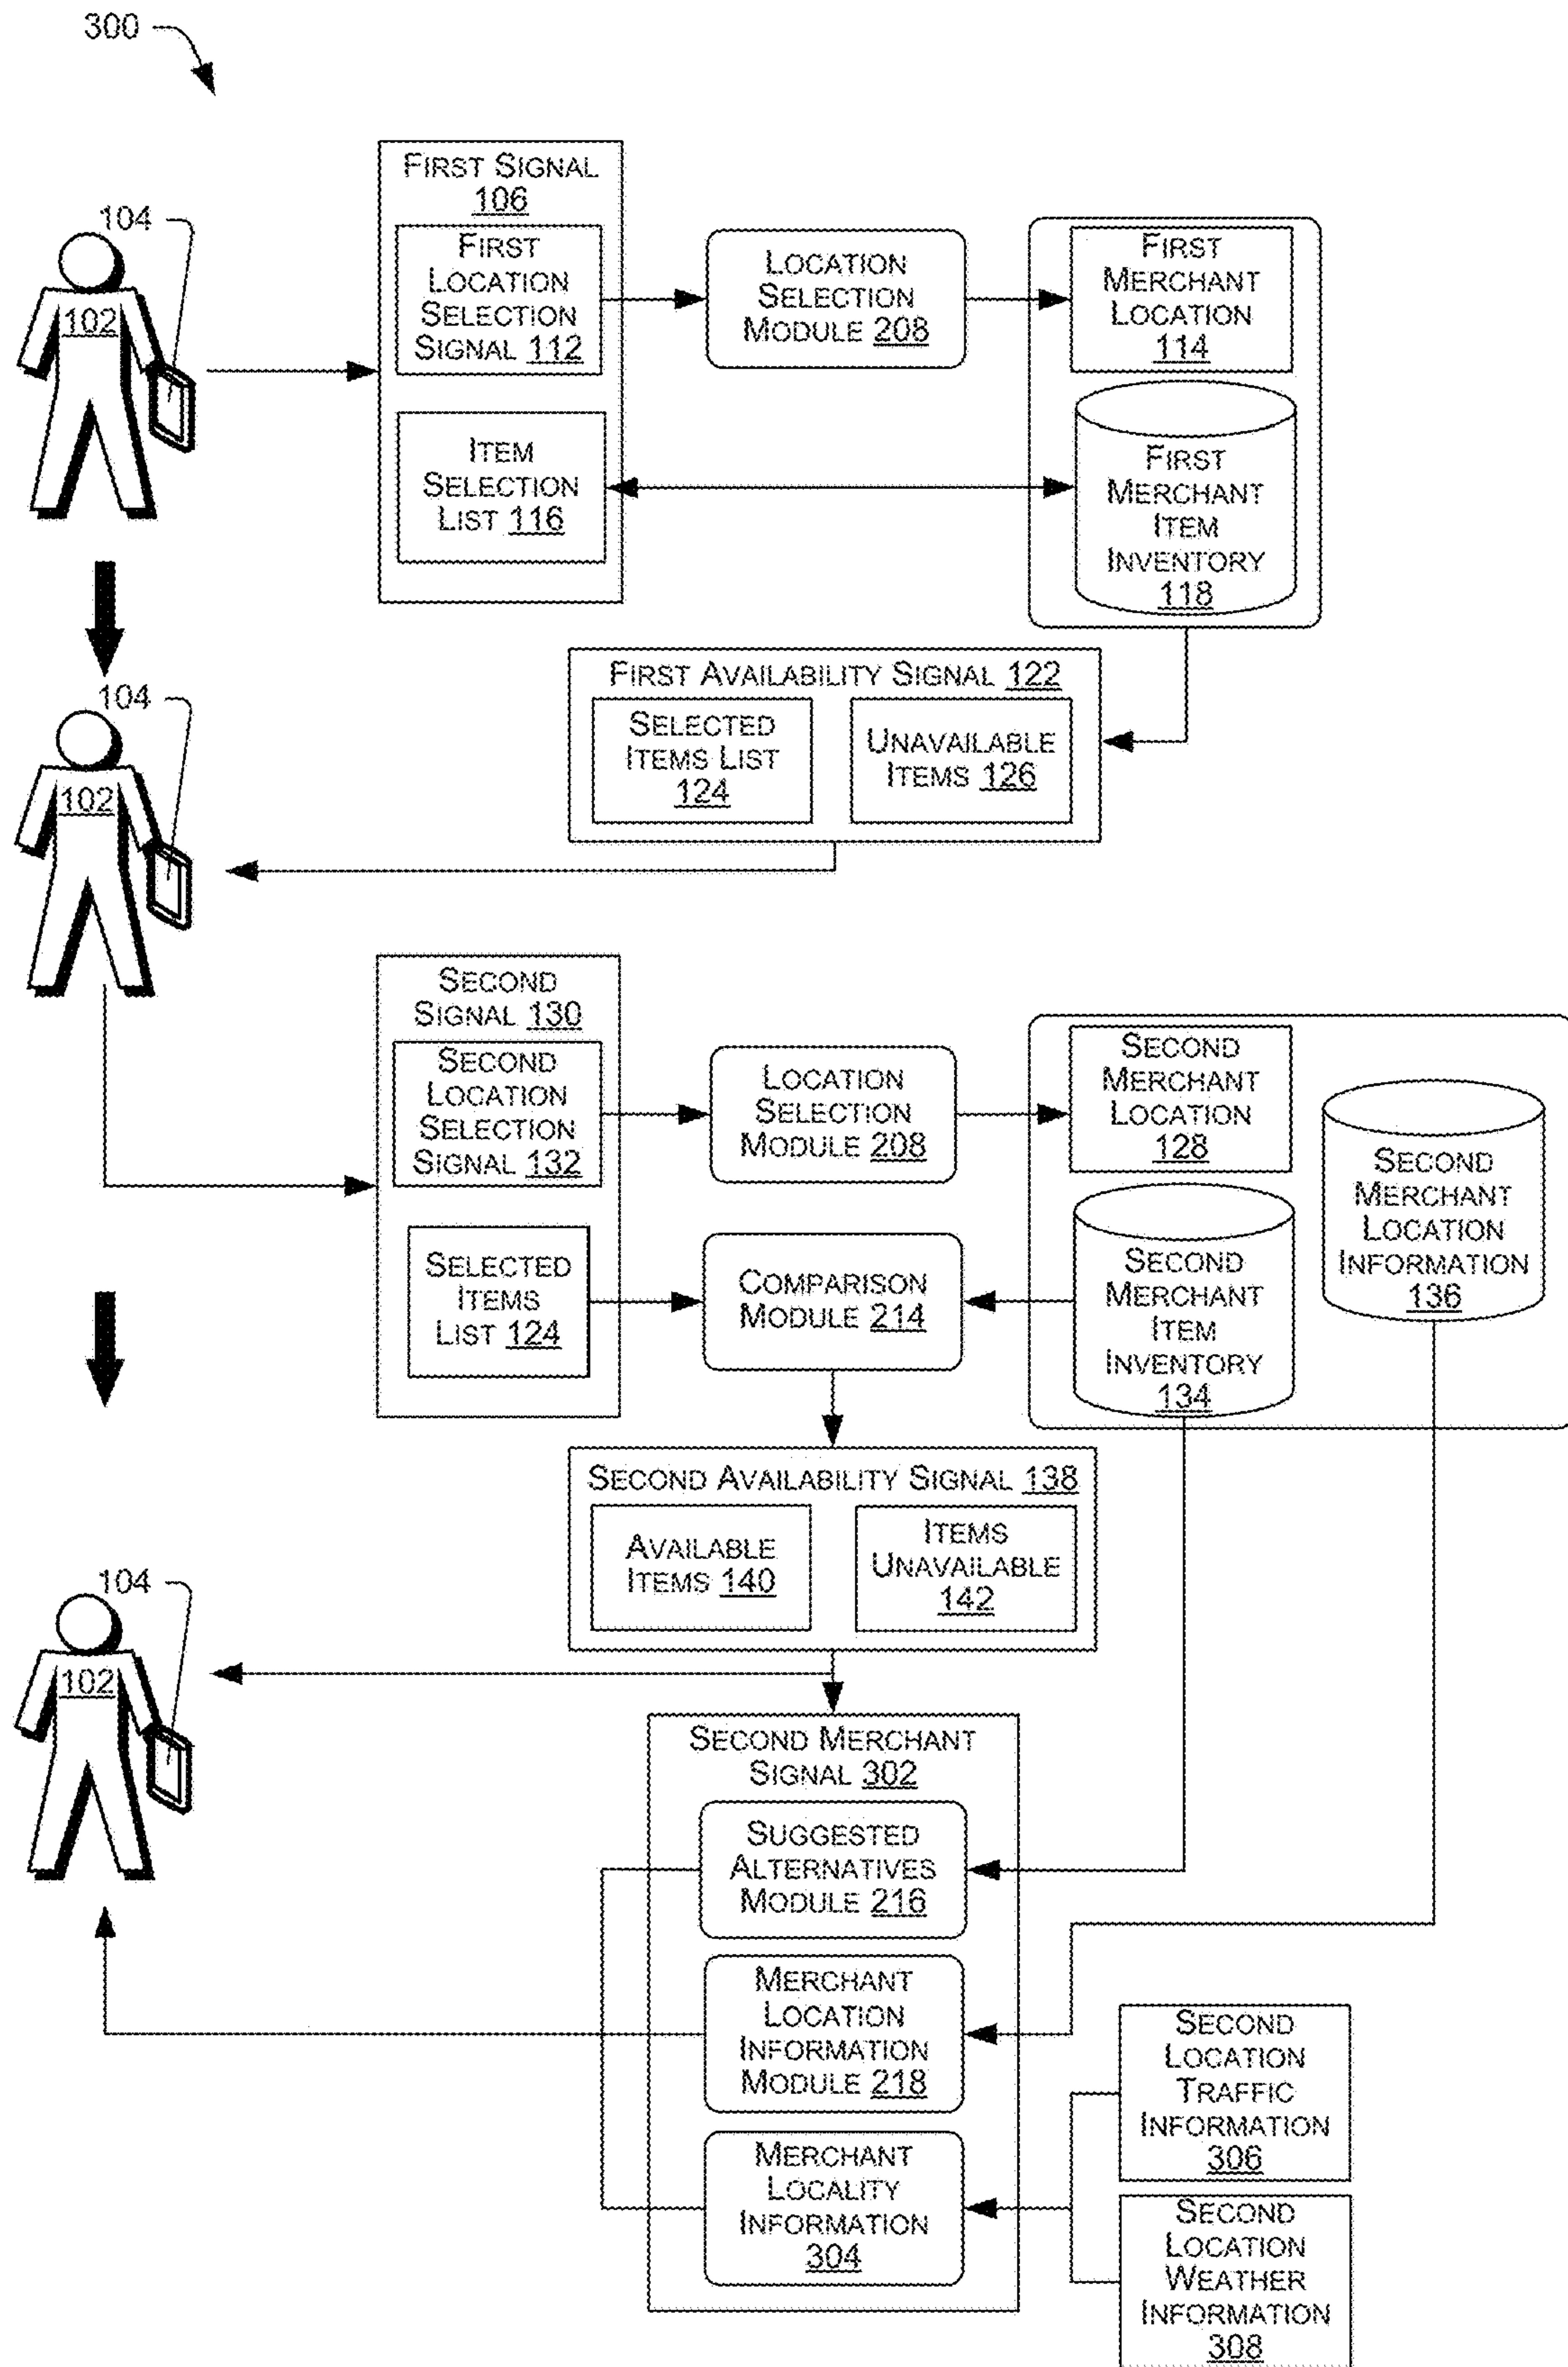 300
104
102
FIRST SIGNAL
106
FIRST
LOCATION
SELECTION
SIGNAL 112
ITEM
SELECTION
LIST 116
LOCATION
SELECTION
MODULE 208
FIRST
MERCHANT
LOCATION
114
FIRST
MERCHANT
ITEM
INVENTORY
118
FIRST AVAILABILITY SIGNAL 122
SELECTED
ITEMS LIST
124
UNAVAILABLE
ITEMS 126
104
102
SECOND
SIGNAL 130
SECOND
LOCATION
SELECTION
SIGNAL 132
SELECTED
ITEMS
LIST 124
LOCATION
SELECTION
MODULE 208
COMPARISON
MODULE 214
SECOND
MERCHANT
LOCATION
128
SECOND
MERCHANT
ITEM
INVENTORY
134
SECOND
MERCHANT
LOCATION
INFORMATION
136
SECOND AVAILABILITY SIGNAL 138
AVAILABLE
ITEMS 140
ITEMS
UNAVAILABLE
142
104
102
SECOND MERCHANT
SIGNAL 302
SUGGESTED
ALTERNATIVES
MODULE 216
MERCHANT
LOCATION
INFORMATION
MODULE 218
MERCHANT
LOCALITY
INFORMATION
304
SECOND
LOCATION
TRAFFIC
INFORMATION
306
SECOND
LOCATION
WEATHER
INFORMATION
308